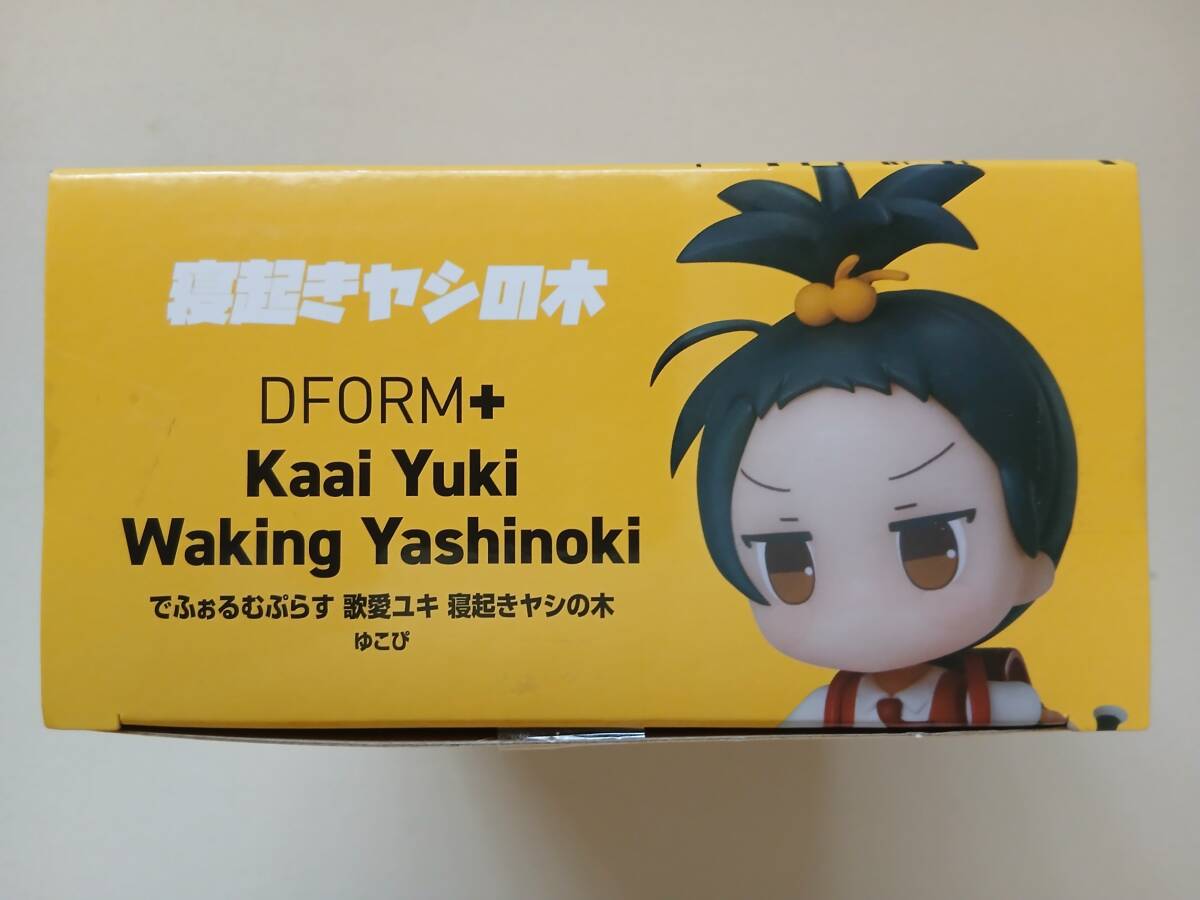 寝起きヤシの木
DFORM+
Kaai Yuki
Waking Yashinoki
でふぉるむぷらす 歌愛ユキ 寝起きヤシの木
ゆこぴ